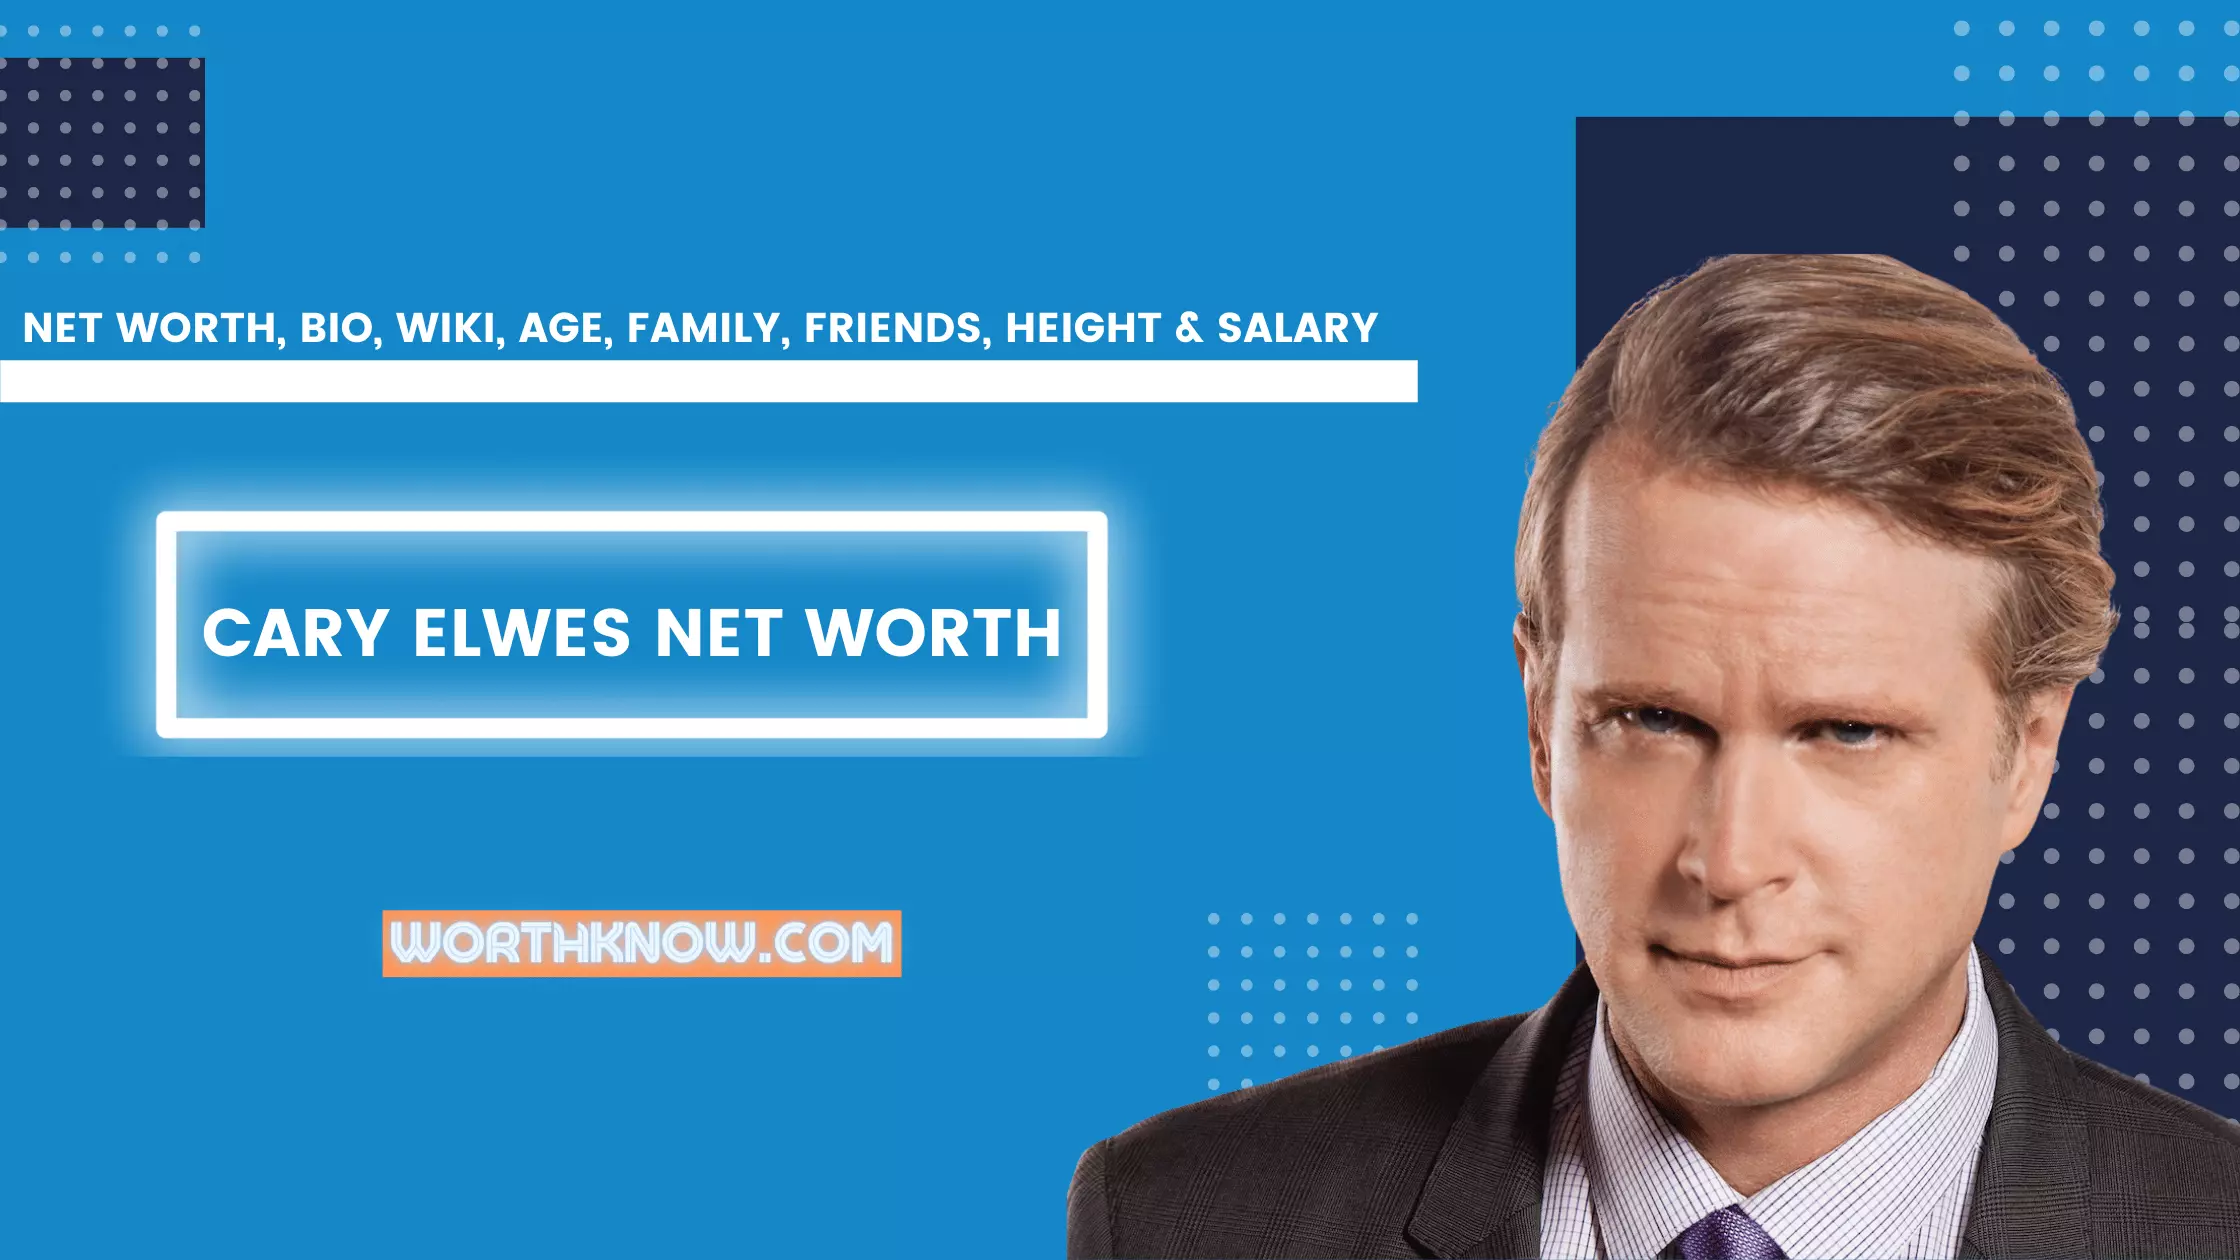 NET WORTH, BIO, WIKI, AGE, FAMILY, FRIENDS, HEIGHT & SALARY
CARY ELWES NET WORTH
WORTHKNOW.COM